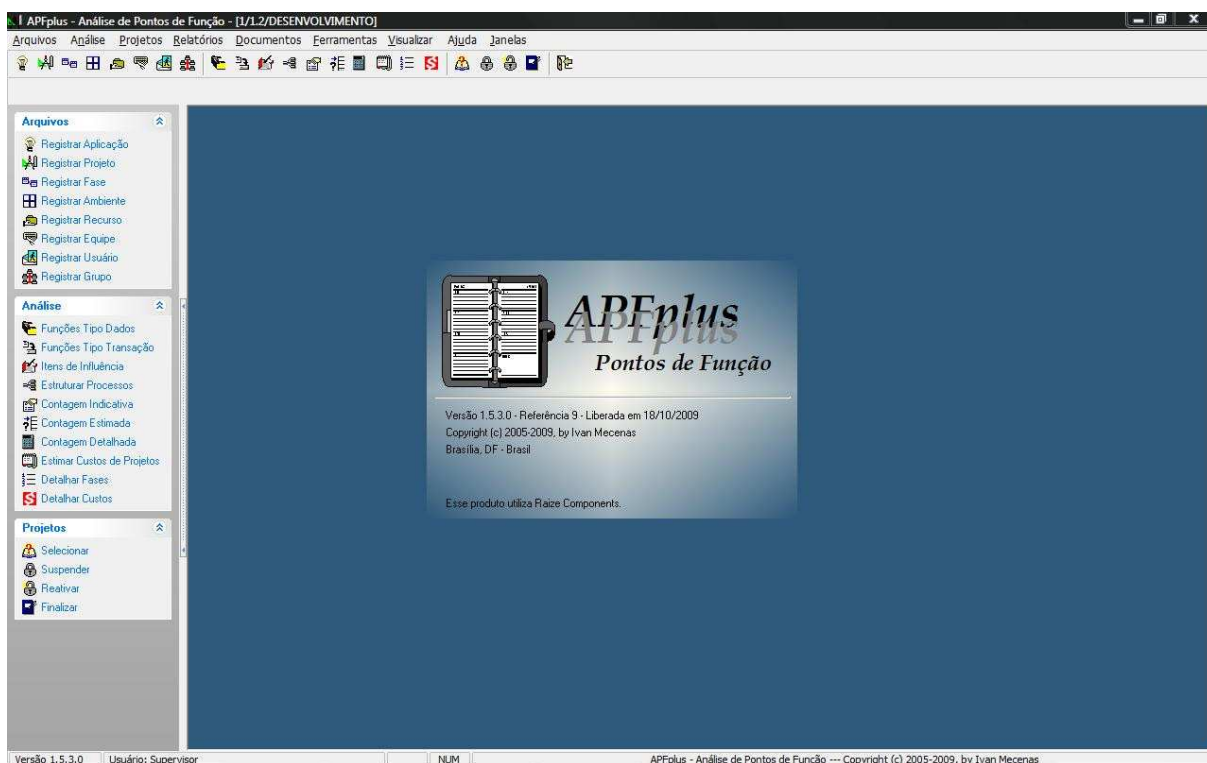 APFplus - Análise de Pontos de Função - [1/1.2/DESENVOLVIMENTO]
Arquivos Análise Projetos Relatórios Documentos Ferramentas Visualizar Ajuda Janelas
Arquivos
Registrar Aplicação
Registrar Projeto
Registrar Fase
Registrar Ambiente
Registrar Recurso
Registrar Equipe
Registrar Usuário
Registrar Grupo
Análise
Funções Tipo Dados
Funções Tipo Transação
Itens de Influência
Estruturar Processos
Contagem Indicativa
Contagem Estimada
Contagem Detalhada
Estimar Custos de Projetos
Detalhar Fases
Detalhar Custos
Projetos
Selecionar
Suspender
Reativar
Finalizar
APFplus
Pontos de Função
Versão 1.5.3.0 - Referência 9 - Liberada em 18/10/2009
Copyright (c) 2005-2009, by Ivan Mecenas
Brasília, DF - Brasil
Esse produto utiliza Raize Components.
Versão 1.5.3.0 Usuário: Supervisor NUM APFplus - Análise de Pontos de Função --- Copyright (c) 2005-2009, by Ivan Mecenas